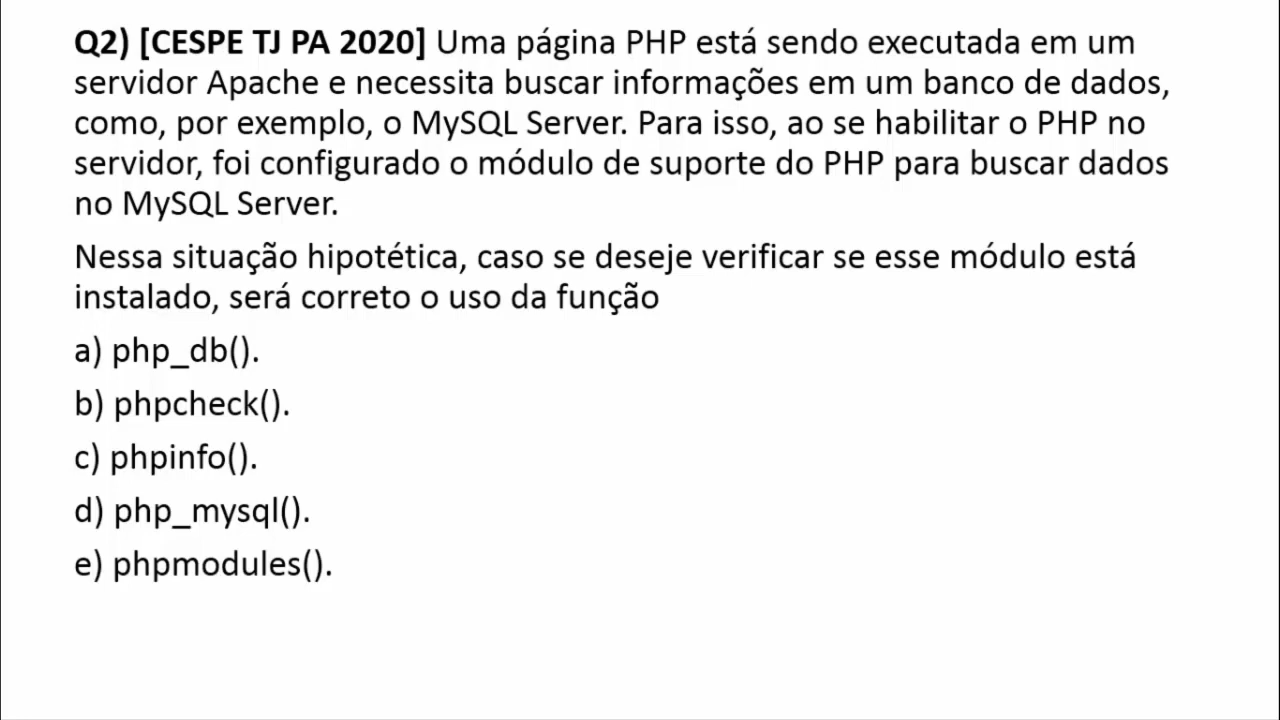 Q2) [CESPE TJ PA 2020] Uma página PHP está sendo executada em um
servidor Apache e necessita buscar informações em um banco de dados,
como, por exemplo, o MySQL Server. Para isso, ao se habilitar o PHP no
servidor, foi configurado o módulo de suporte do PHP para buscar dados
no MySQL Server.
Nessa situação hipotética, caso se deseje verificar se esse módulo está
instalado, será correto o uso da função
a) php_db().
b) phpcheck().
c) phpinfo().
d) php_mysql().
e) phpmodules().